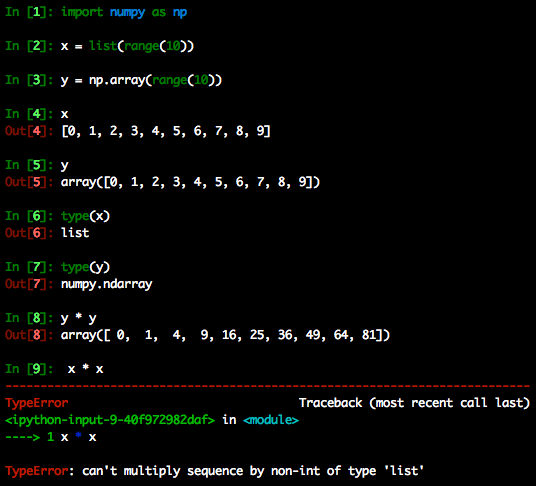 In [1]: import numpy as np
In [2]: x = list(range(10))
In [3]: y = np.array(range(10))
In [4]: x
Out[4]: [0, 1, 2, 3, 4, 5, 6, 7, 8, 9]
In [5]: y
Out[5]: array([0, 1, 2, 3, 4, 5, 6, 7, 8, 9])
In [6]: type(x)
Out[6]: list
In [7]: type(y)
Out[7]: numpy.ndarray
In [8]: y * y
Out[8]: array([ 0,  1,  4,  9, 16, 25, 36, 49, 64, 81])
In [9]:  x * x
---------------------------------------------------------------------------
TypeError                                 Traceback (most recent call last)
<ipython-input-9-40f972982daf> in <module>
----> 1 x * x
TypeError: can't multiply sequence by non-int of type 'list'